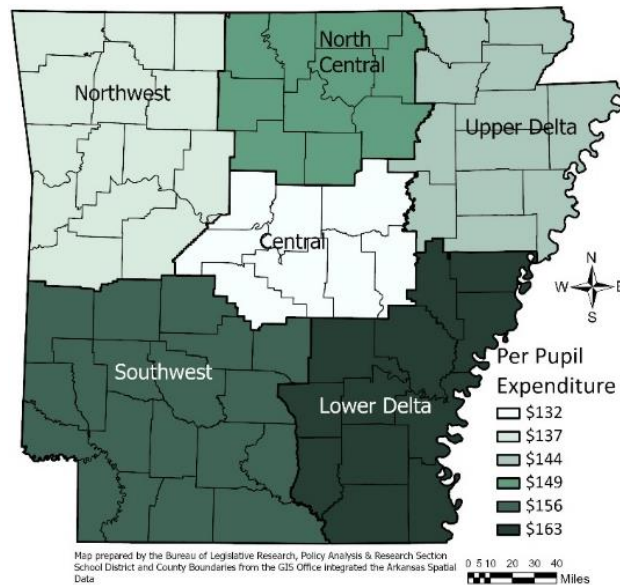 North
Central
Northwest
Upper Delta
Central
N
W
E
S
Southwest
Lower Delta
Per Pupil
Expenditure
$132
$137
$144
$149
$156
$163
Map prepared by the Bureau of Legislative Research, Policy Analysis & Research Section
School District and County Boundaries from the GIS Office integrated the Arkansas Spatial
Data
0 5 10 20 30 40
Miles